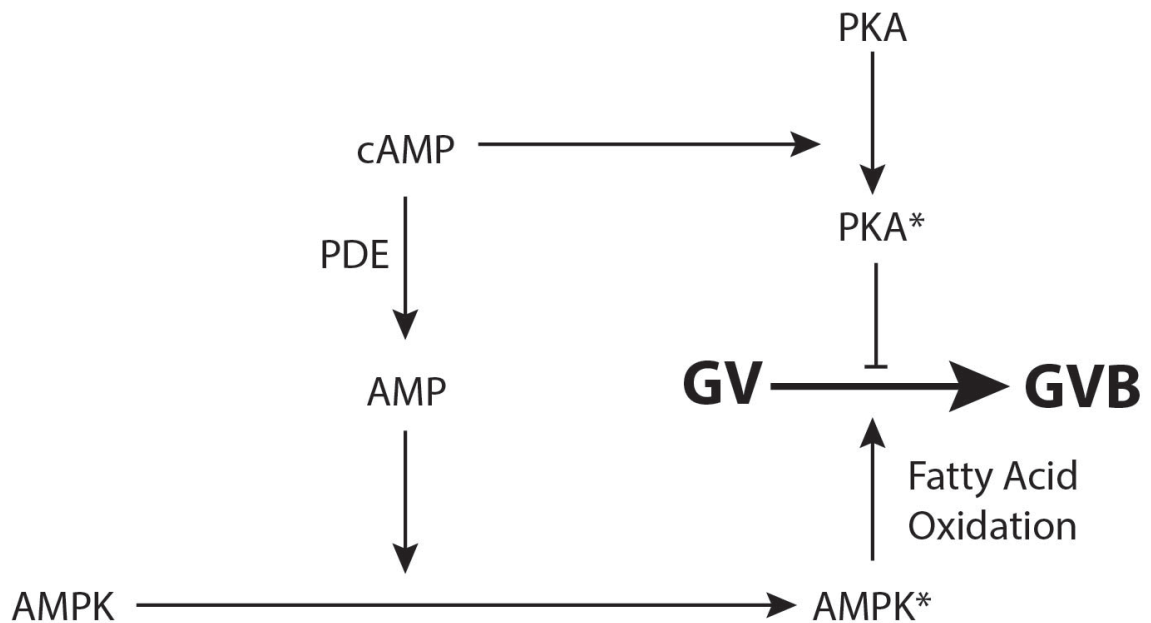 PKA
cAMP
PKA*
PDE
AMP
GV
GVB
Fatty Acid
Oxidation
AMPK
AMPK*